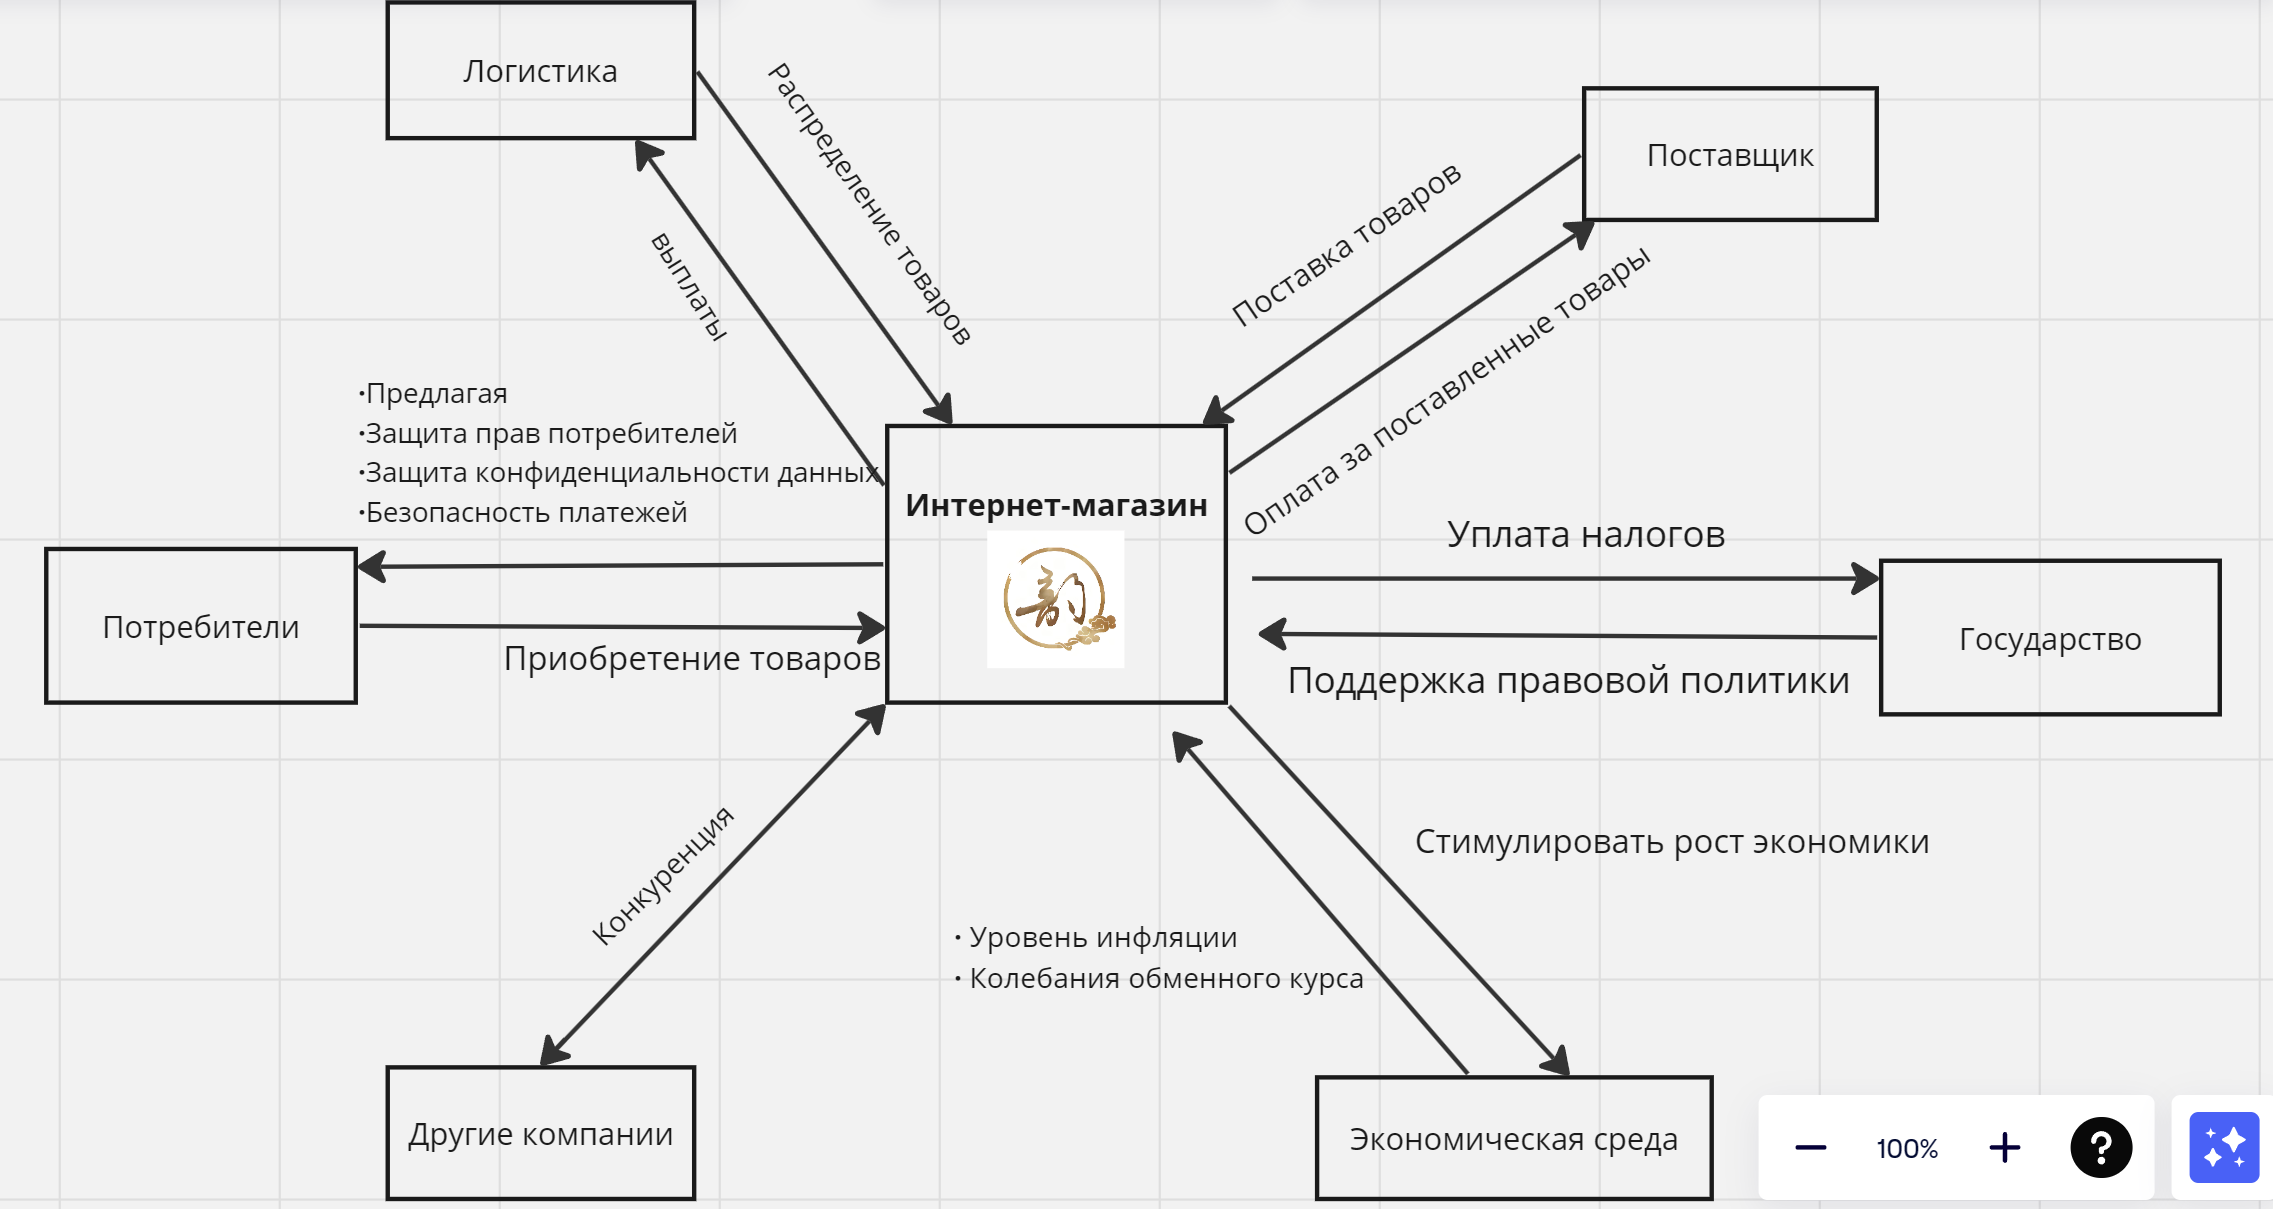 Логистика
Распределение товаров
выплаты
Поставщик
Поставка товаров
Оплата за поставленные товары
·Предлагая
·Защита прав потребителей
·Защита конфиденциальности данных
·Безопасность платежей
Интернет-магазин
韵
Уплата налогов
Потребители
Приобретение товаров
Государство
Поддержка правовой политики
Конкуренция
Стимулировать рост экономики
· Уровень инфляции
· Колебания обменного курса
Другие компании
Экономическая среда
100%
?